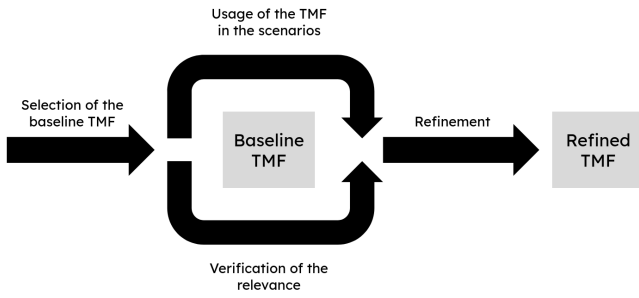 Usage of the TMF
in the scenarios
Selection of the
baseline TMF
Baseline
TMF
Refinement
Refined
TMF
Verification of the
relevance